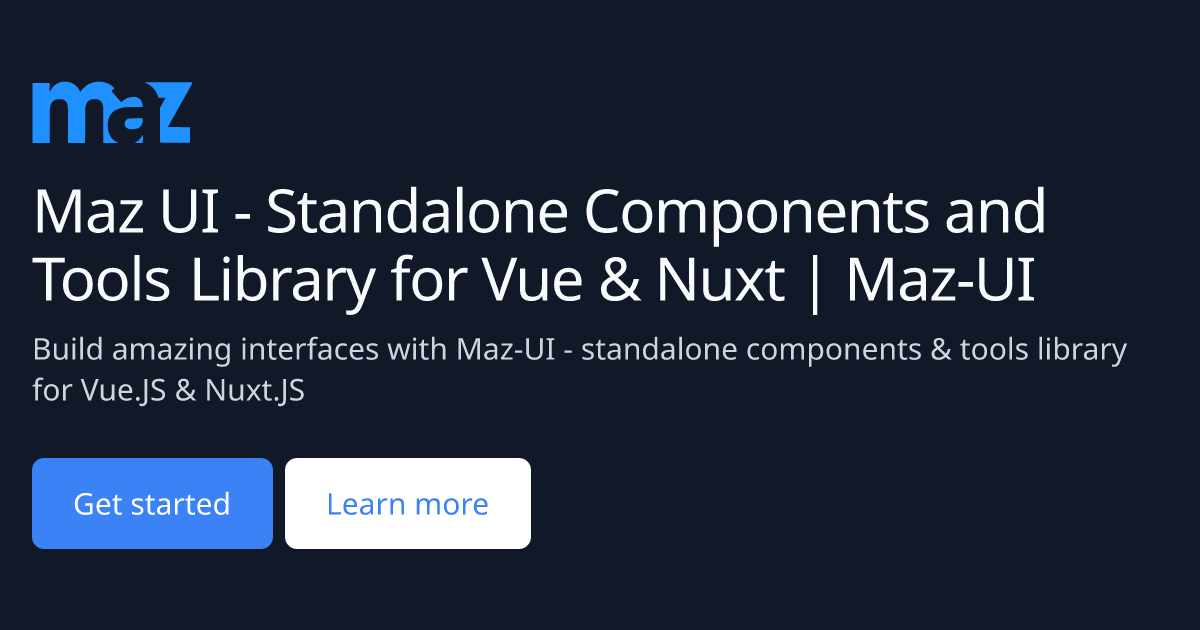 maz
Maz UI - Standalone Components and
Tools Library for Vue & Nuxt | Maz-UI
Build amazing interfaces with Maz-UI - standalone components & tools library
for Vue.JS & Nuxt.JS
Get started
Learn more